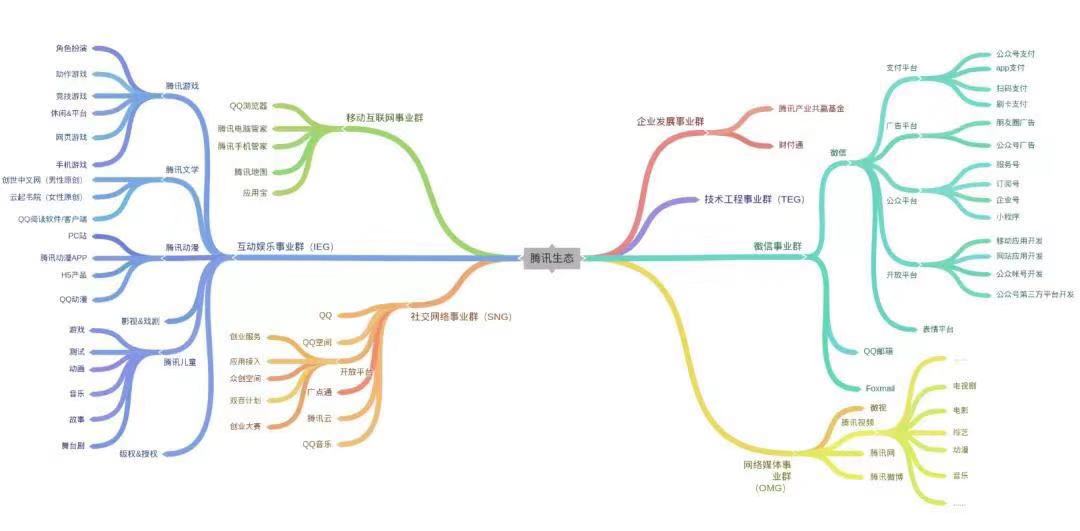 腾讯生态
移动互联网事业群
QQ浏览器
腾讯电脑管家
腾讯手机管家
腾讯地图
应用宝
互动娱乐事业群（IEG）
腾讯游戏
角色扮演
动作游戏
竞技游戏
休闲&平台
网页游戏
手机游戏
腾讯文学
创世中文网（男性原创）
云起书院（女性原创）
QQ阅读软件/客户端
腾讯动漫
PC站
腾讯动漫APP
H5产品
QQ动漫
影视&戏剧
腾讯儿童
游戏
测试
动画
音乐
故事
舞台剧
版权&授权
社交网络事业群（SNG）
QQ
QQ空间
开放平台
创业服务
应用接入
众创空间
双百计划
创业大赛
广点通
腾讯云
QQ音乐
企业发展事业群
腾讯产业共赢基金
财付通
技术工程事业群（TEG）
微信事业群
微信
支付平台
公众号支付
app支付
扫码支付
刷卡支付
广告平台
朋友圈广告
公众号广告
公众平台
服务号
订阅号
企业号
小程序
开放平台
移动应用开发
网站应用开发
公众帐号开发
公众号第三方平台开发
表情平台
QQ邮箱
Foxmail
网络媒体事
业群
（OMG）
微视
腾讯视频
......
电视剧
电影
综艺
动漫
音乐
......
腾讯网
腾讯微博